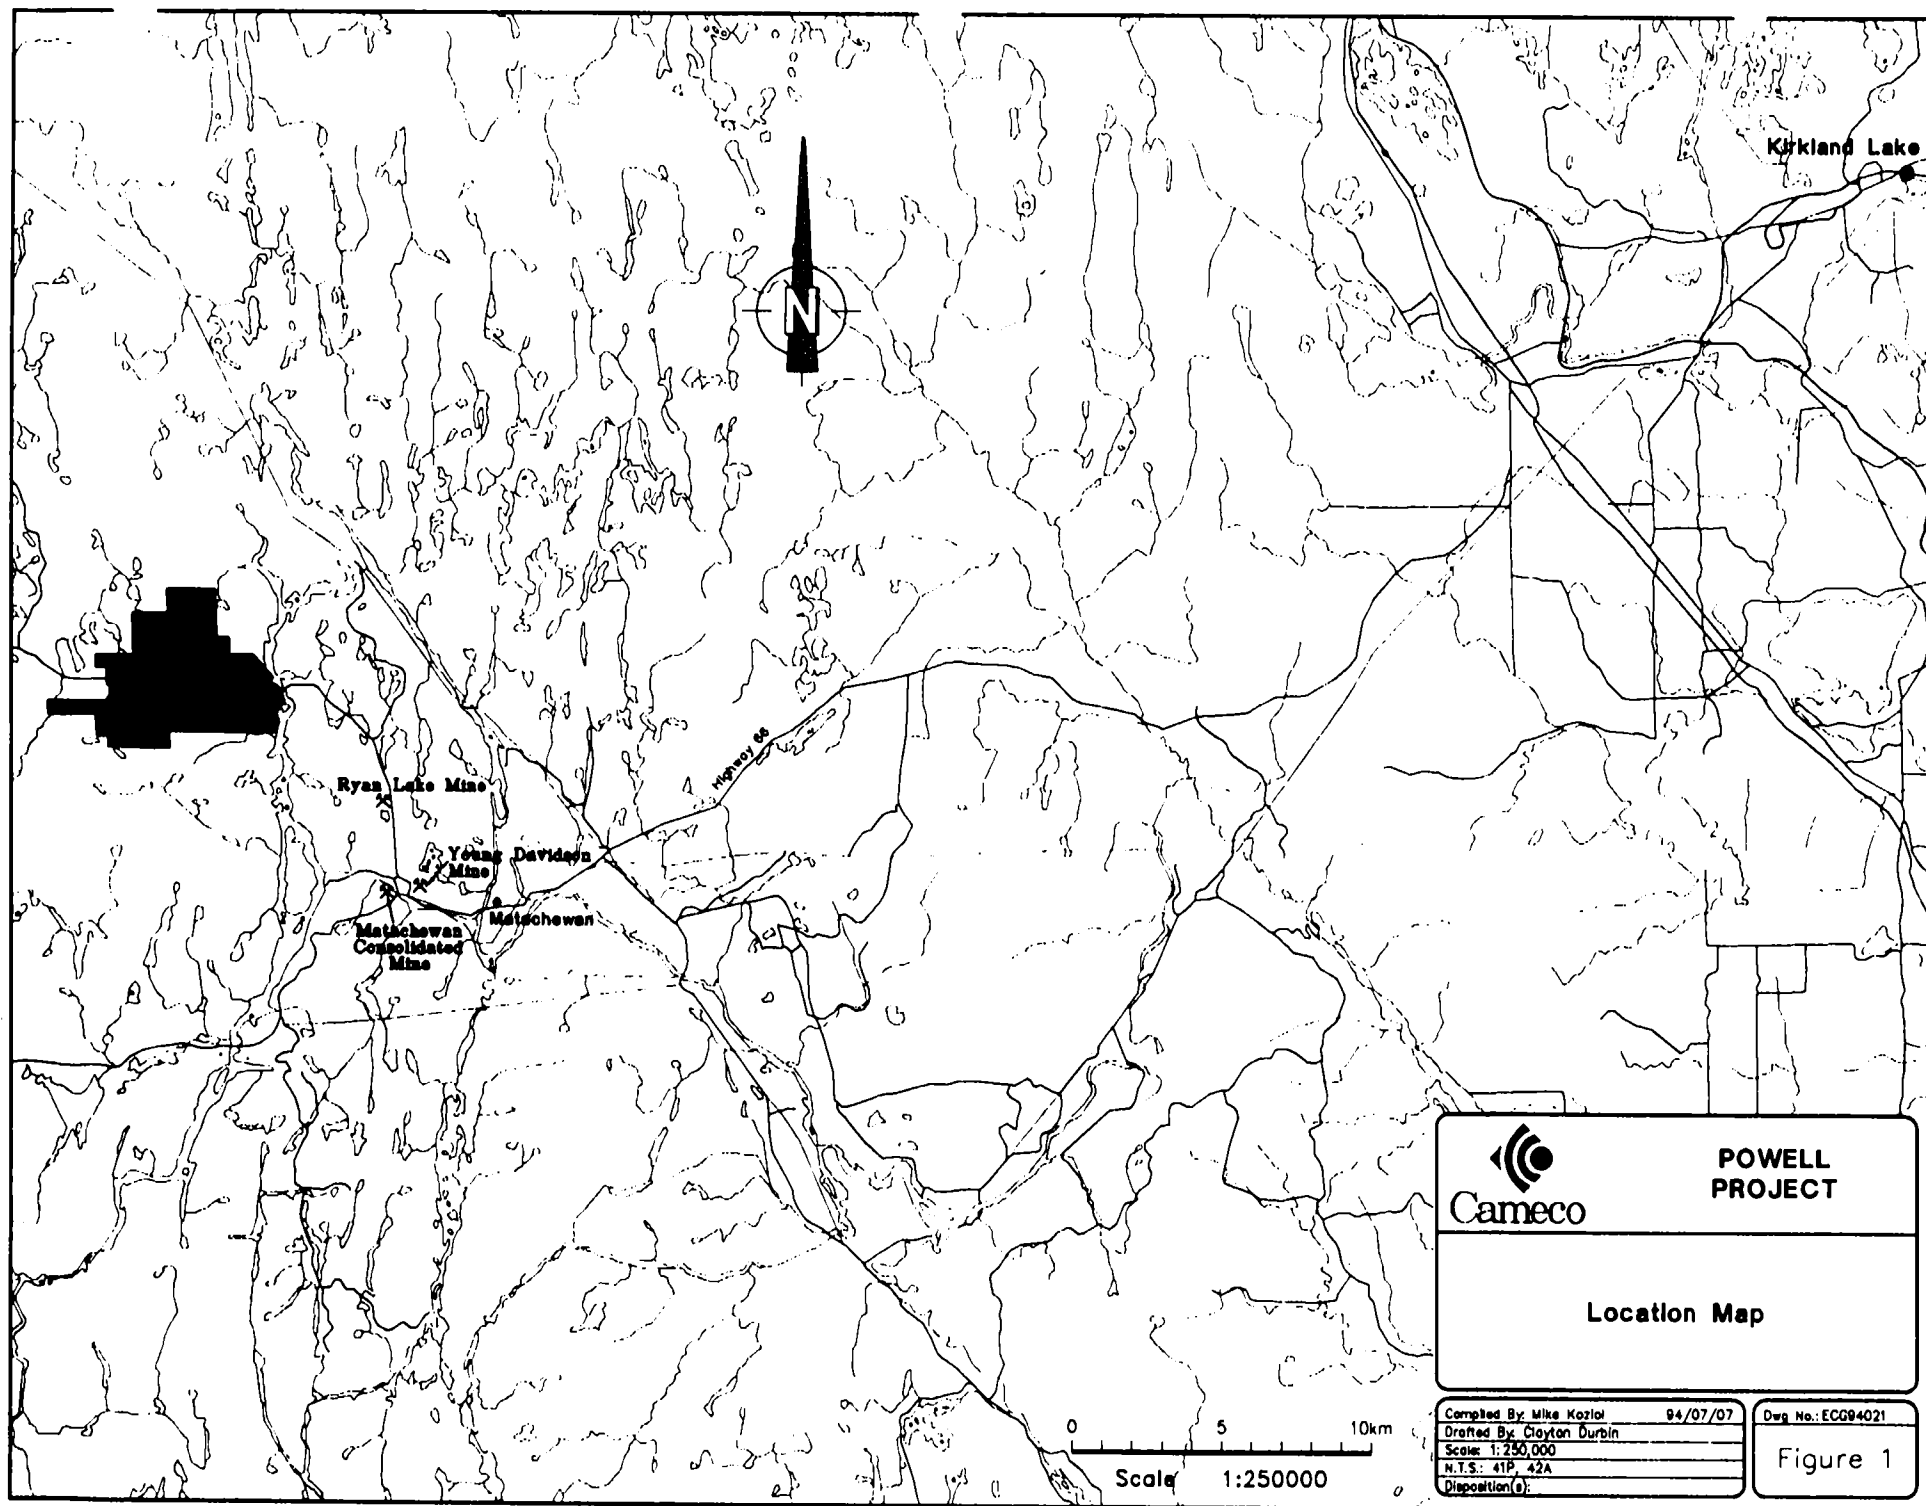 Kirkland Lake
N
Highway 66
Ryan Lake Mine
Young Davidson
Mine
Matachewan
Matachewan
Consolidated
Mine
Cameco
POWELL
PROJECT
Location Map
0 5 10km
Scale 1:250000
Compiled By: Mike Koziol 94/07/07
Drafted By: Clayton Durbin
Scale: 1:250,000
N.T.S.: 41P, 42A
Disposition(s):
Dwg No.: ECG94021
Figure 1